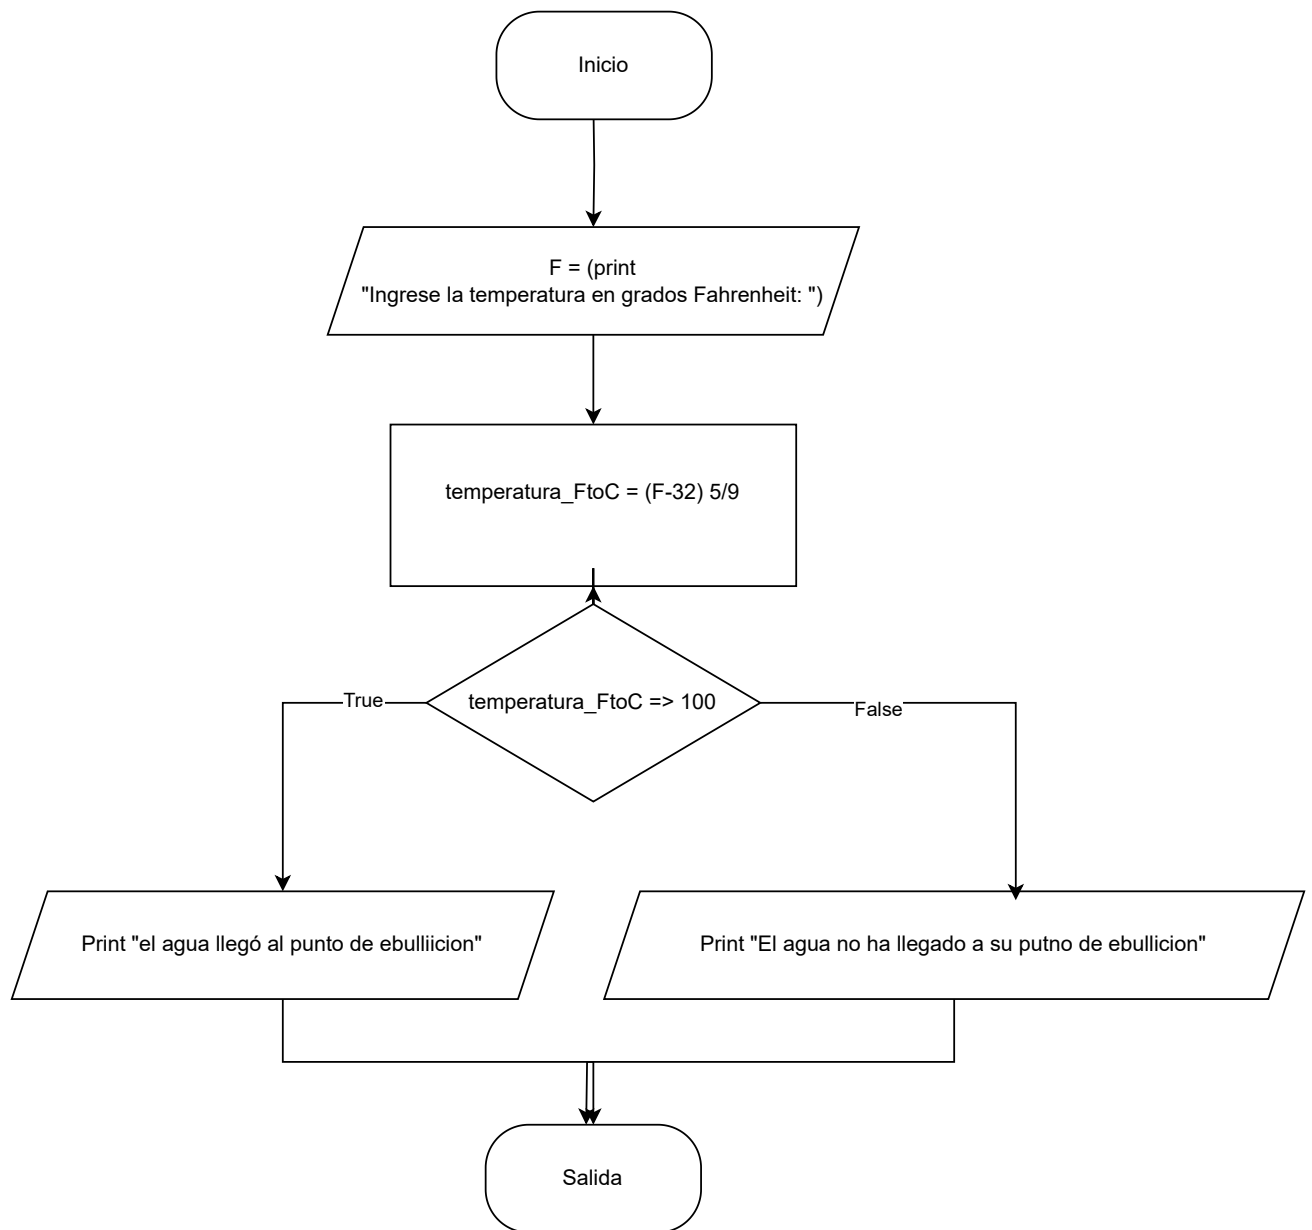 Inicio
F = (print
"Ingrese la temperatura en grados Fahrenheit: ")
temperatura_FtoC = (F-32) 5/9
temperatura_FtoC => 100
True
False
Print "el agua llegó al punto de ebulliicion"
Print "El agua no ha llegado a su putno de ebullicion"
Salida